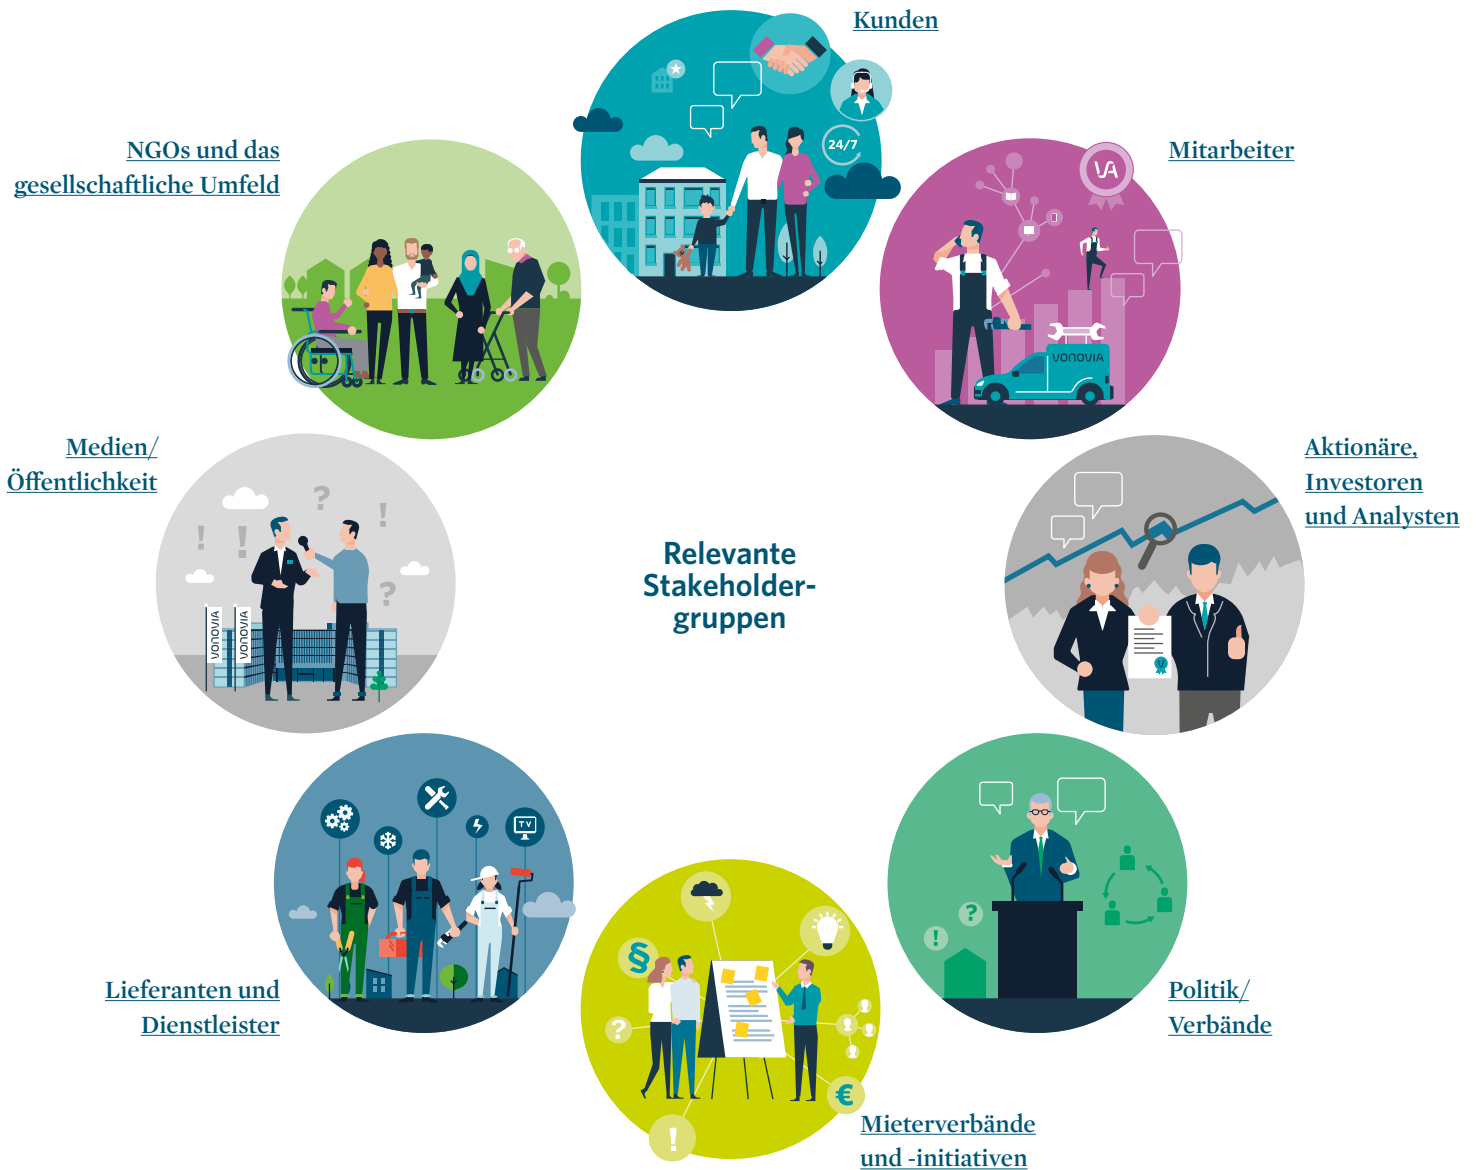 Kunden
24/7
NGOs und das
gesellschaftliche Umfeld
Mitarbeiter
VA
VONOVIA
Medien/
Öffentlichkeit
? ! ! ! ?
VONOVIA
VONOVIA
Aktionäre,
Investoren
und Analysten
V
Relevante
Stakeholder-
gruppen
TV
Lieferanten und
Dienstleister
? !
Politik/
Verbände
§
?
€
!
Mieterverbände
und -initiativen